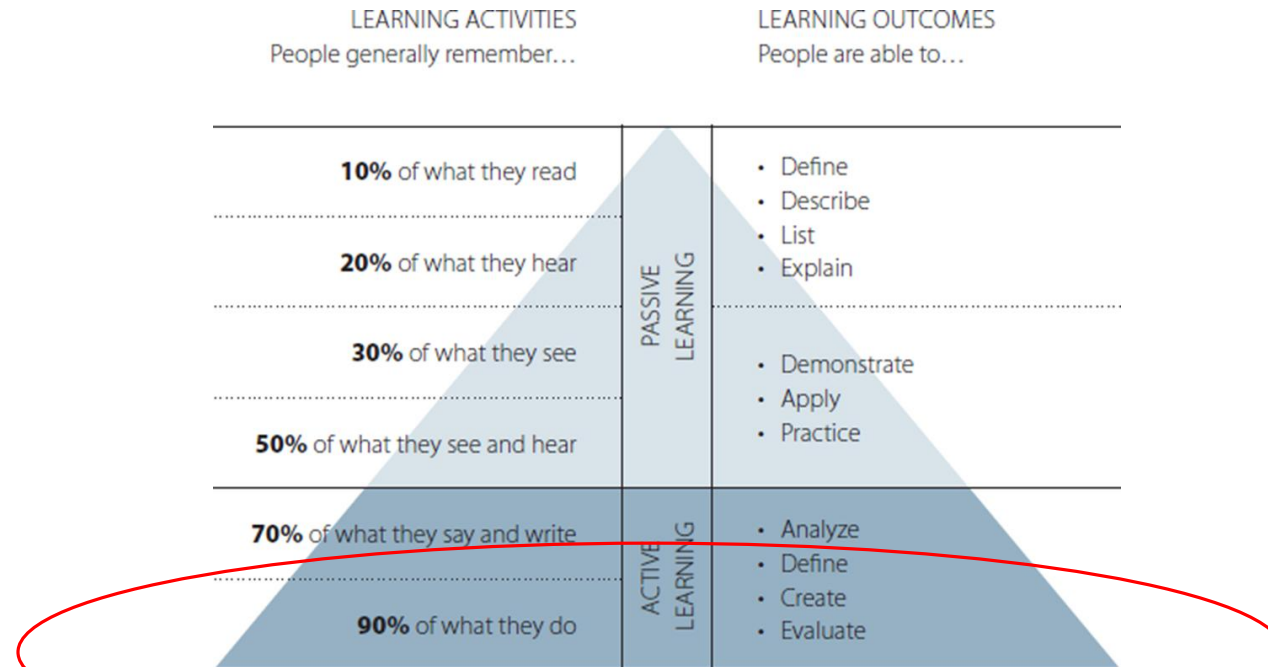 LEARNING ACTIVITIES
People generally remember…
LEARNING OUTCOMES
People are able to…
10% of what they read
20% of what they hear
30% of what they see
50% of what they see and hear
70% of what they say and write
90% of what they do
PASSIVE
LEARNING
ACTIVE
LEARNING
• Define
• Describe
• List
• Explain
• Demonstrate
• Apply
• Practice
• Analyze
• Define
• Create
• Evaluate